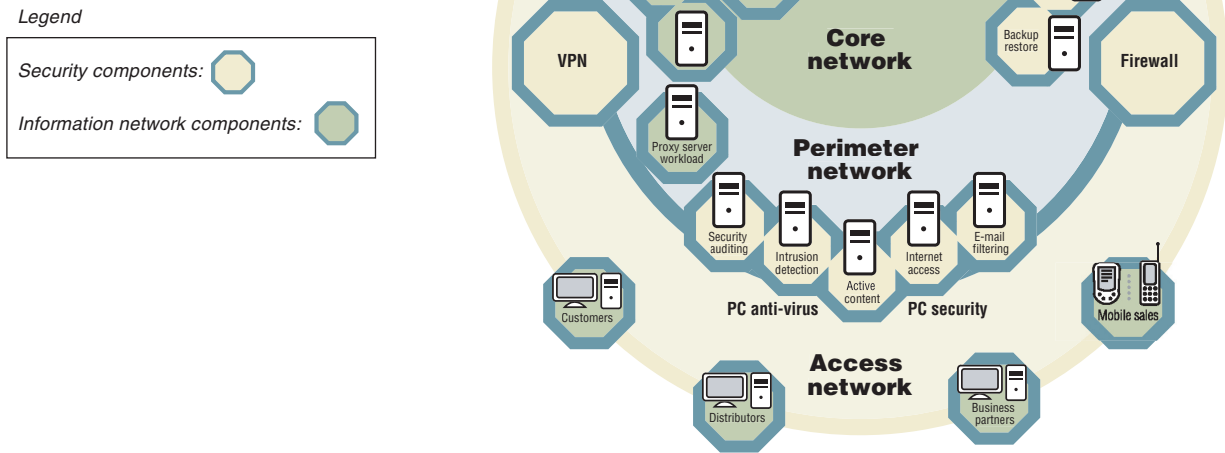 Legend
Security components:
Information network components:
VPN
Core
network
Backup
restore
Firewall
Proxy server
workload
Perimeter
network
Security
auditing
Intrusion
detection
Active
content
Internet
access
E-mail
filtering
PC anti-virus
PC security
Customers
Mobile sales
Access
network
Distributors
Business
partners